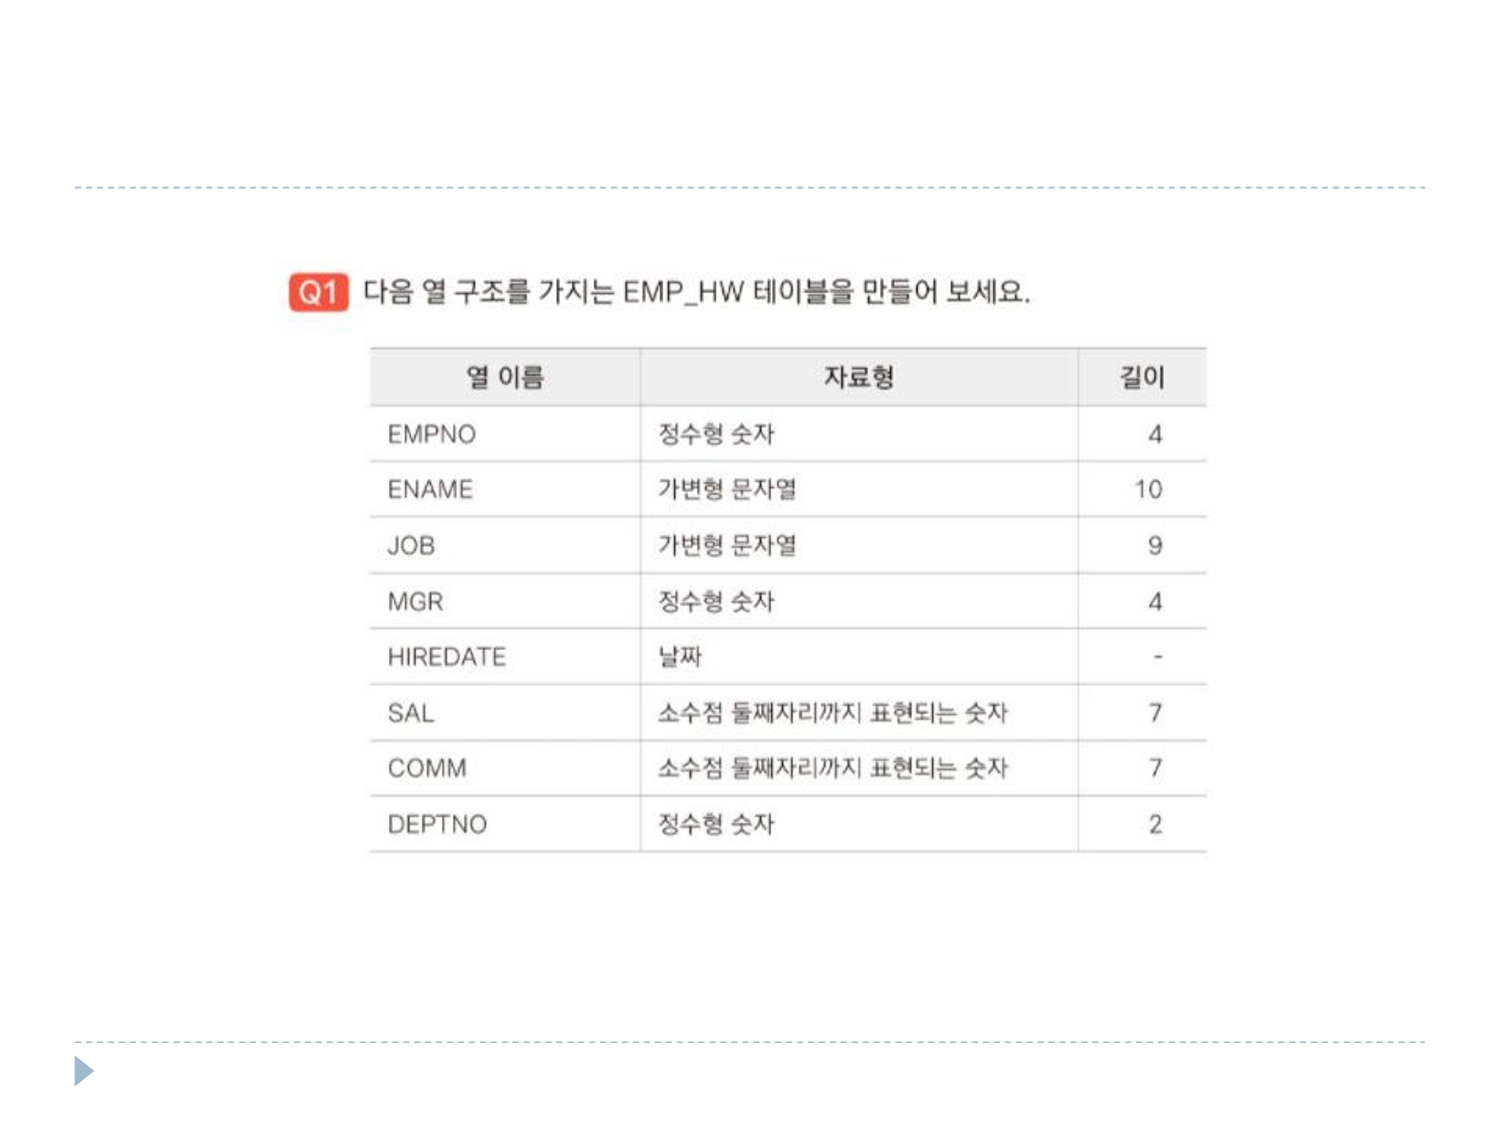 Q1 다음 열 구조를 가지는 EMP_HW 테이블을 만들어 보세요.
열 이름 자료형 길이
EMPNO 정수형 숫자 4
ENAME 가변형 문자열 10
JOB 가변형 문자열 9
MGR 정수형 숫자 4
HIREDATE 날짜 -
SAL 소수점 둘째자리까지 표현되는 숫자 7
COMM 소수점 둘째자리까지 표현되는 숫자 7
DEPTNO 정수형 숫자 2